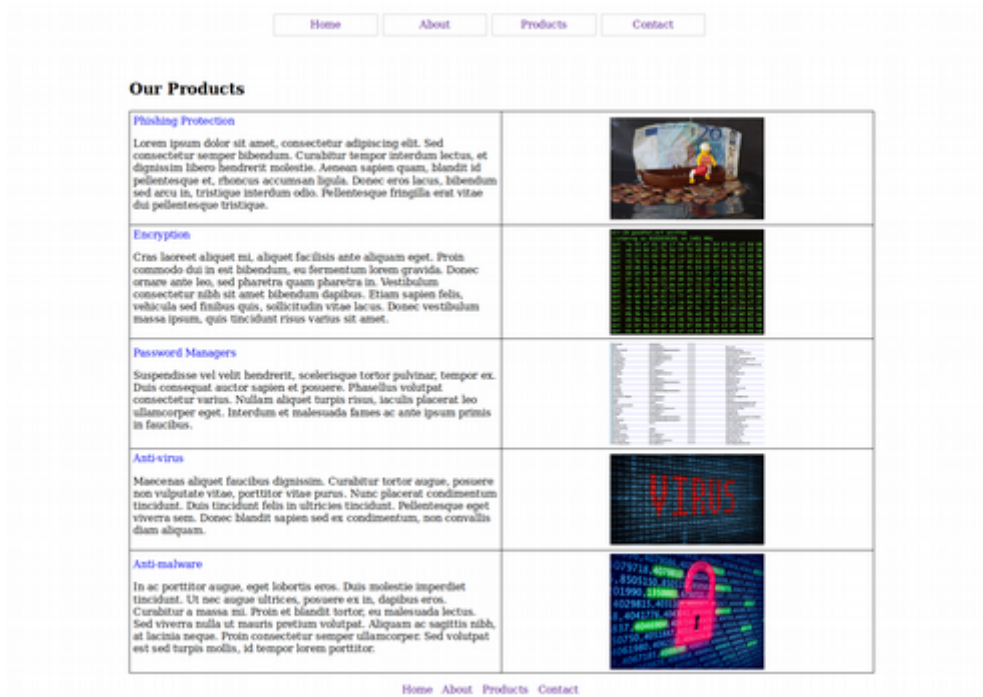 Home About Products Contact
Our Products
Phishing Protection
Lorem ipsum dolor sit amet, consectetur adipiscing elit. Sed
consectetur semper bibendum. Curabitur tempor interdum lectus, et
dignissim libero hendrerit molestie. Aenean sapien quam, blandit id
pellentesque et, rhoncus accumsan ligula. Donec eros lacus, bibendum
sed arcu in, tristique interdum odio. Pellentesque fringilla erat vitae
dui pellentesque tristique.
20
Encryption
Cras laoreet aliquet mi, aliquet facilisis ante aliquam eget. Proin
commodo dui in est bibendum, eu fermentum lorem gravida. Donec
ornare ante leo, sed pharetra quam pharetra in. Vestibulum
consectetur nibh sit amet bibendum dapibus. Etiam sapien felis,
vehicula sed finibus quis, sollicitudin vitae lacus. Donec vestibulum
massa ipsum, quis tincidunt risus varius sit amet.
Password Managers
Suspendisse vel velit hendrerit, scelerisque tortor pulvinar, tempor ex.
Duis consequat auctor sapien et posuere. Phasellus volutpat
consectetur varius. Nullam aliquet turpis risus, iaculis placerat leo
ullamcorper eget. Interdum et malesuada fames ac ante ipsum primis
in faucibus.
Anti-virus
Maecenas aliquet faucibus dignissim. Curabitur tortor augue, posuere
non vulputate vitae, porttitor vitae purus. Nunc placerat condimentum
tincidunt. Duis tincidunt felis in ultricies tincidunt. Pellentesque eget
viverra sem. Donec blandit sapien sed ex condimentum, non convallis
diam aliquam.
VIRUS
Anti-malware
In ac porttitor augue, eget lobortis eros. Duis molestie imperdiet
tincidunt. Ut nec augue ultrices, posuere ex in, dapibus eros.
Curabitur a massa mi. Proin et blandit tortor, eu malesuada lectus.
Sed viverra nulla ut mauris pretium volutpat. Aliquam ac sagittis nibh,
at lacinia neque. Proin consectetur semper ullamcorper. Sed volutpat
est sed turpis mollis, id tempor lorem porttitor.
Home About Products Contact